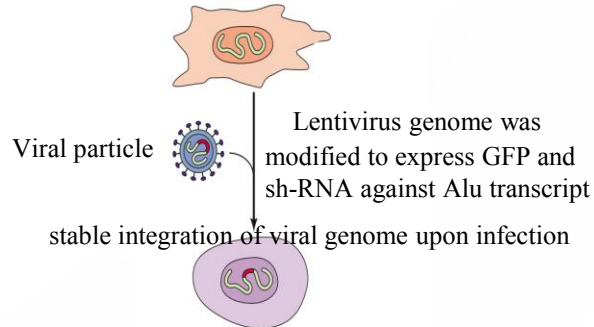 Viral particle
Lentivirus genome was
modified to express GFP and
sh-RNA against Alu transcript
stable integration of viral genome upon infection